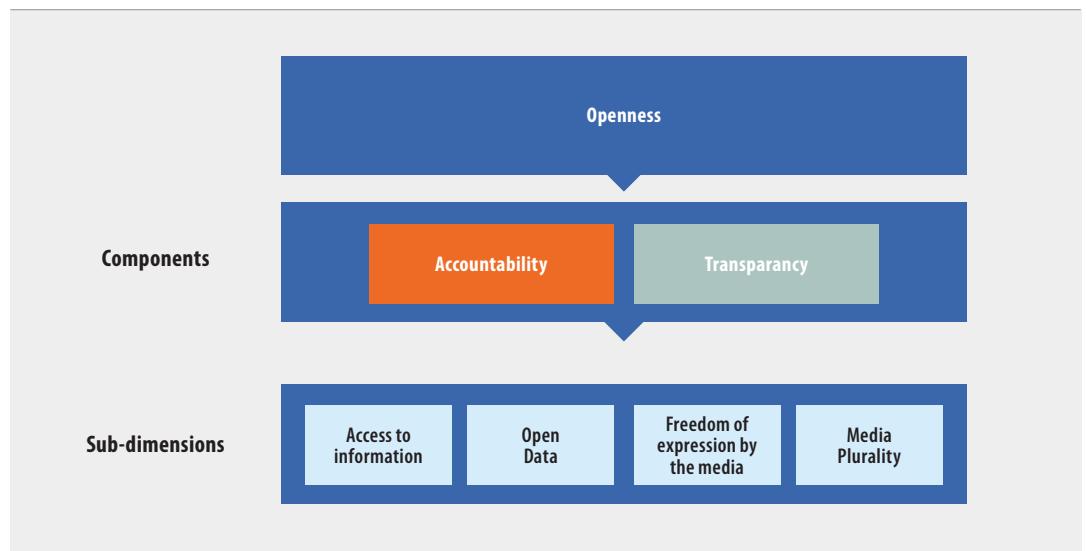 Openness
Components
Accountability
Transparancy
Sub-dimensions
Access to
information
Open
Data
Freedom of
expression by
the media
Media
Plurality